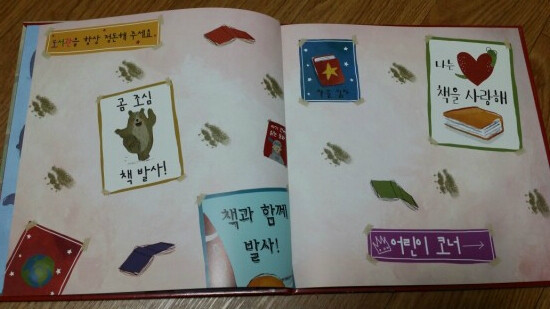 도서관을 항상 정돈해 주세요.
곰 조심
책 발사!
책과 함께
발사!
나는
책을 사랑해
어린이 코너